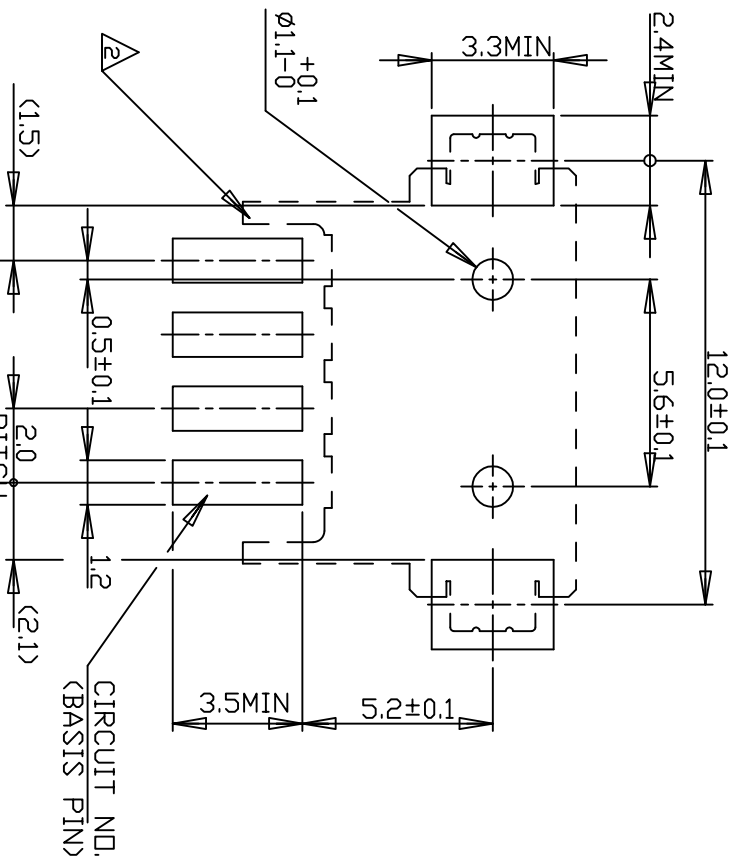 2.4MIN
3.3MIN
+0.1
Ø1.1-0
2
(1.5)
12.0±0.1
5.6±0.1
0.5±0.1
2.0
1.2
(2.1)
3.5MIN
5.2±0.1
CIRCUIT NO.
(BASIS PIN)